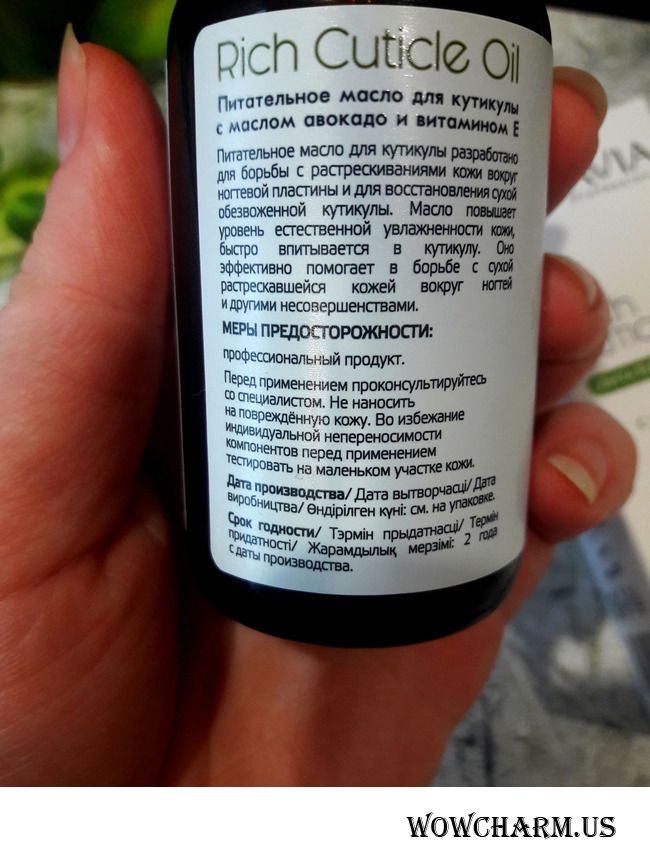 Rich Cuticle Oil
Питательное масло для кутикулы
с маслом авокадо и витамином Е
Питательное масло для кутикулы разработано
для борьбы с растрескиваниями кожи вокруг
ногтевой пластины и для восстановления сухой
обезвоженной кутикулы. Масло повышает
уровень естественной увлажненности кожи,
быстро впитывается в кутикулу. Оно
эффективно помогает в борьбе с сухой
растрескавшейся кожей вокруг ногтей
и другими несовершенствами.
МЕРЫ ПРЕДОСТОРОЖНОСТИ:
профессиональный продукт.
Перед применением проконсультируйтесь
со специалистом. Не наносить
на повреждённую кожу. Во избежание
индивидуальной непереносимости
компонентов перед применением
тестировать на маленьком участке кожи.
Дата производства/ Дата вытворчасці/ Дата
виробництва/ Өндірілген күні: см. на упаковке.
Срок годности/ Тэрмін прыдатнасці/ Термін
придатності/ Жарамдылық мерзімі: 2 года
с даты производства.
WOWCHARM.US